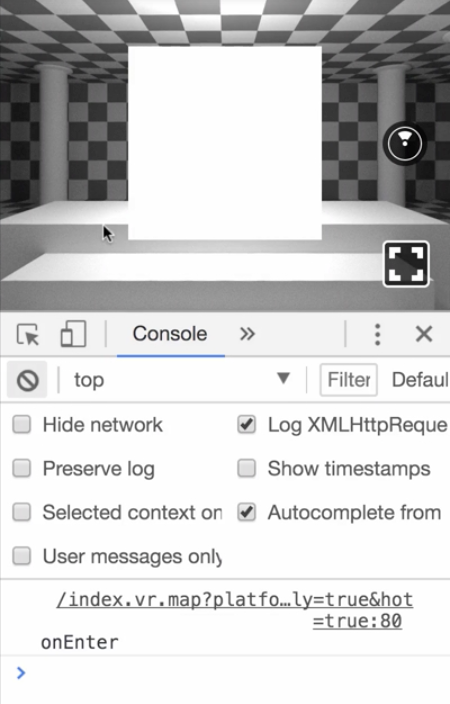 Console
top
Filter
Defaul
Hide network
Log XMLHttpReque
Preserve log
Show timestamps
Selected context on
Autocomplete from
User messages only
/index.vr.map?platfo…ly=true&hot
=true:80
onEnter